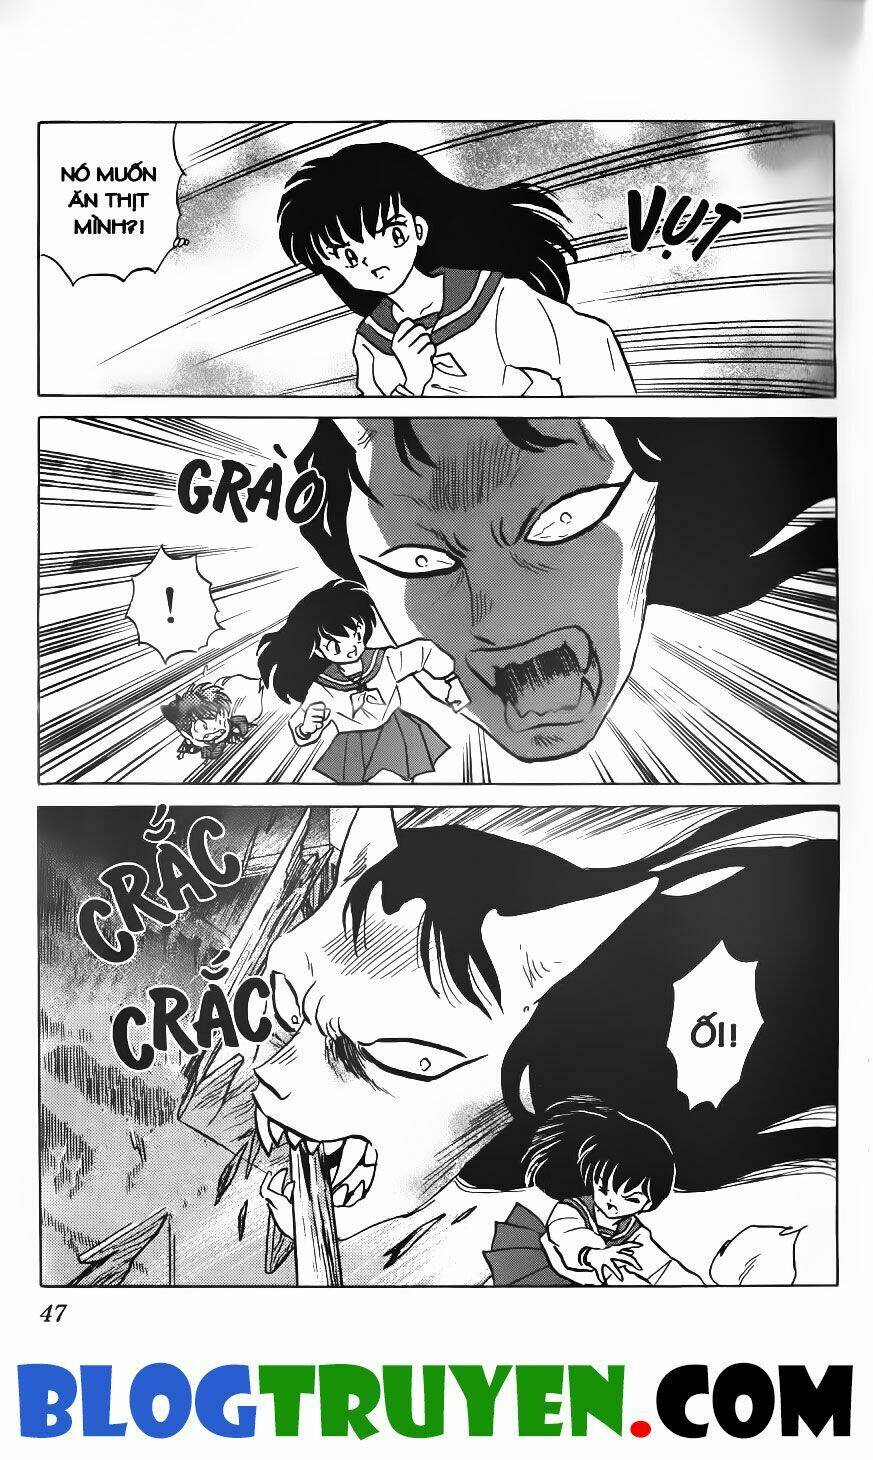 NÓ MUỐN
ĂN THỊT
MÌNH?!
VỤT
GRÀO
!
CRẮC
CRẮC
ỐI!
47
BLOGTRUYEN.COM